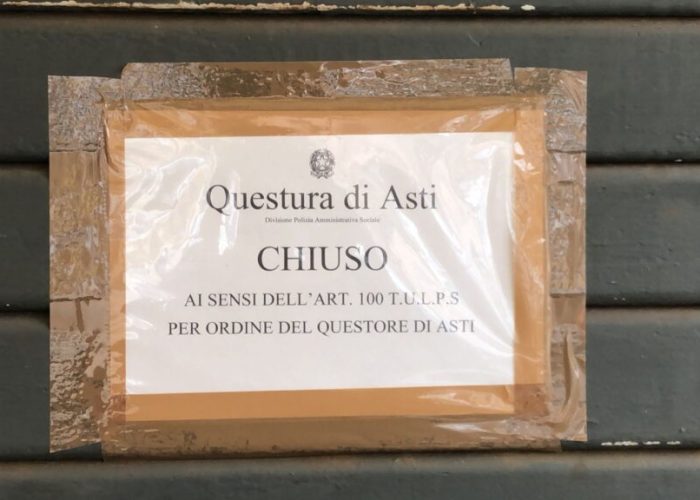 Questura di Asti
Divisione Polizia Amministrativa Sociale
CHIUSO
AI SENSI DELL'ART. 100 T.U.L.P.S
PER ORDINE DEL QUESTORE DI ASTI